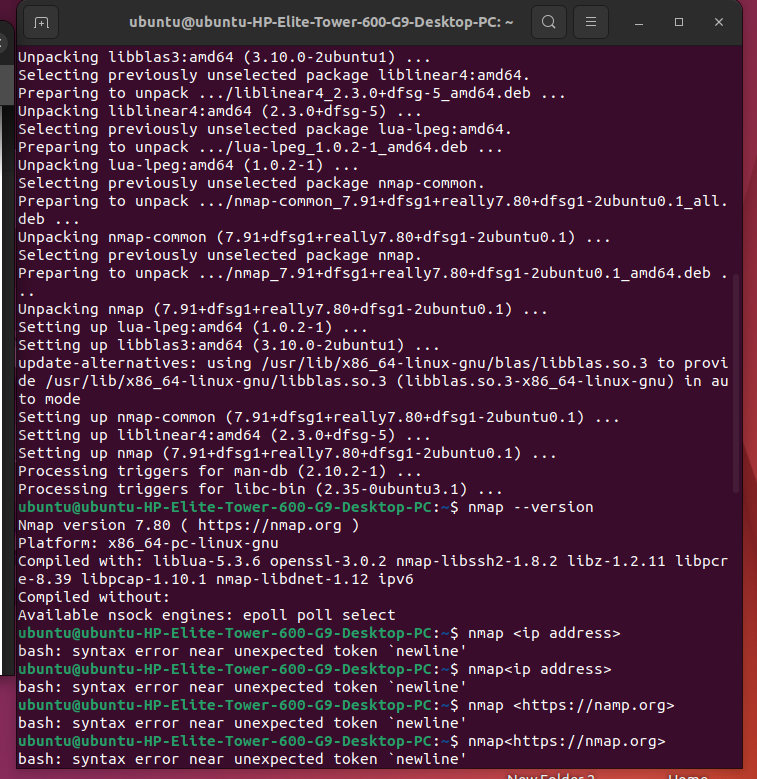 ubuntu@ubuntu-HP-Elite-Tower-600-G9-Desktop-PC: ~
Unpacking libblas3:amd64 (3.10.0-2ubuntu1) ...
Selecting previously unselected package liblinear4:amd64.
Preparing to unpack .../liblinear4_2.3.0+dfsg-5_amd64.deb ...
Unpacking liblinear4:amd64 (2.3.0+dfsg-5) ...
Selecting previously unselected package lua-lpeg:amd64.
Preparing to unpack .../lua-lpeg_1.0.2-1_amd64.deb ...
Unpacking lua-lpeg:amd64 (1.0.2-1) ...
Selecting previously unselected package nmap-common.
Preparing to unpack .../nmap-common_7.91+dfsg1+really7.80+dfsg1-2ubuntu0.1_all.
deb ...
Unpacking nmap-common (7.91+dfsg1+really7.80+dfsg1-2ubuntu0.1) ...
Selecting previously unselected package nmap.
Preparing to unpack .../nmap_7.91+dfsg1+really7.80+dfsg1-2ubuntu0.1_amd64.deb .
..
Unpacking nmap (7.91+dfsg1+really7.80+dfsg1-2ubuntu0.1) ...
Setting up lua-lpeg:amd64 (1.0.2-1) ...
Setting up libblas3:amd64 (3.10.0-2ubuntu1) ...
update-alternatives: using /usr/lib/x86_64-linux-gnu/blas/libblas.so.3 to provi
de /usr/lib/x86_64-linux-gnu/libblas.so.3 (libblas.so.3-x86_64-linux-gnu) in au
to mode
Setting up nmap-common (7.91+dfsg1+really7.80+dfsg1-2ubuntu0.1) ...
Setting up liblinear4:amd64 (2.3.0+dfsg-5) ...
Setting up nmap (7.91+dfsg1+really7.80+dfsg1-2ubuntu0.1) ...
Processing triggers for man-db (2.10.2-1) ...
Processing triggers for libc-bin (2.35-0ubuntu3.1) ...
ubuntu@ubuntu-HP-Elite-Tower-600-G9-Desktop-PC:~$ nmap --version
Nmap version 7.80 ( https://nmap.org )
Platform: x86_64-pc-linux-gnu
Compiled with: liblua-5.3.6 openssl-3.0.2 nmap-libssh2-1.8.2 libz-1.2.11 libpcr
e-8.39 libpcap-1.10.1 nmap-libdnet-1.12 ipv6
Compiled without:
Available nsock engines: epoll poll select
ubuntu@ubuntu-HP-Elite-Tower-600-G9-Desktop-PC:~$ nmap <ip address>
bash: syntax error near unexpected token `newline'
ubuntu@ubuntu-HP-Elite-Tower-600-G9-Desktop-PC:~$ nmap<ip address>
bash: syntax error near unexpected token `newline'
ubuntu@ubuntu-HP-Elite-Tower-600-G9-Desktop-PC:~$ nmap <https://namp.org>
bash: syntax error near unexpected token `newline'
ubuntu@ubuntu-HP-Elite-Tower-600-G9-Desktop-PC:~$ nmap<https://nmap.org>
bash: syntax error near unexpected token `newline'
New Folder 2 Home